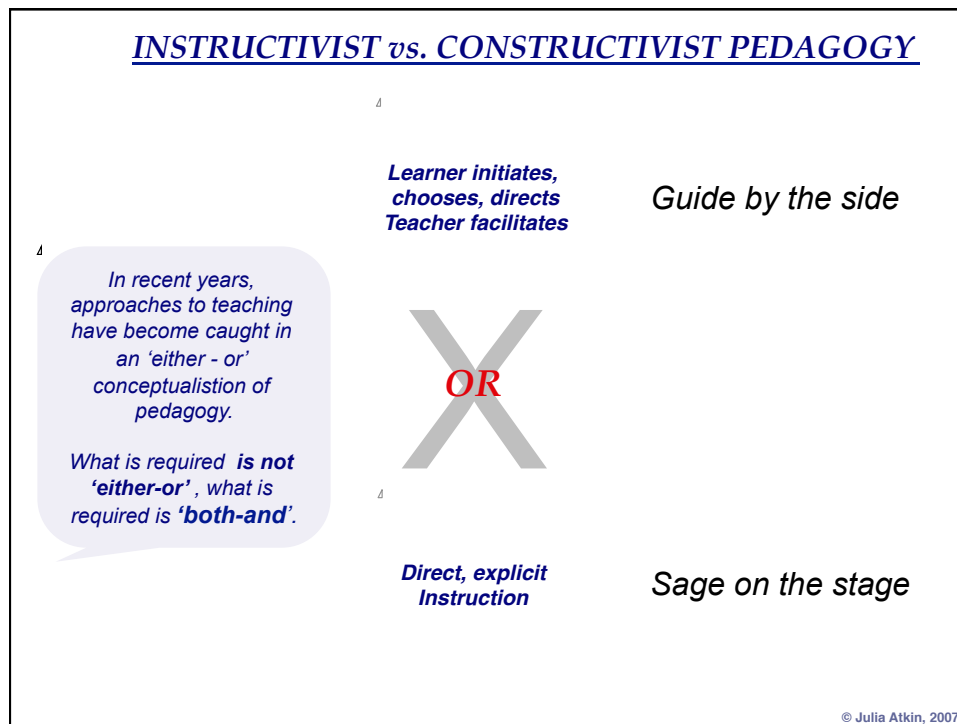 INSTRUCTIVIST vs. CONSTRUCTIVIST PEDAGOGY
Learner initiates,
chooses, directs
Teacher facilitates
Guide by the side
In recent years,
approaches to teaching
have become caught in
an ‘either - or’
conceptualistion of
pedagogy.
What is required is not
‘either-or’ , what is
required is ‘both-and’.
X
OR
Direct, explicit
Instruction
Sage on the stage
© Julia Atkin, 2007